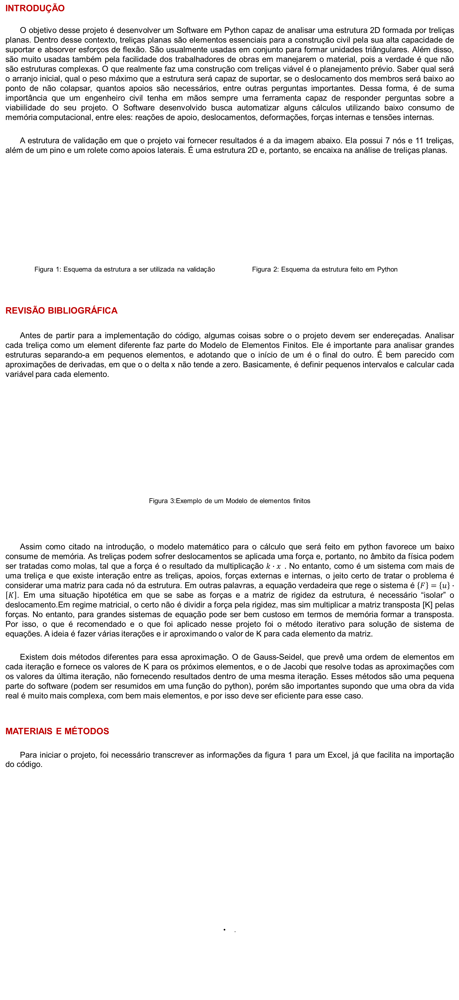 INTRODUÇÃO
O objetivo desse projeto é desenvolver um Software em Python capaz de analisar uma estrutura 2D formada por treliças
planas. Dentro desse contexto, treliças planas são elementos essenciais para a construção civil pela sua alta capacidade de
suportar e absorver esforços de flexão. São usualmente usadas em conjunto para formar unidades triângulares. Além disso,
são muito usadas também pela facilidade dos trabalhadores de obras em manejarem o material, pois a verdade é que não
são estruturas complexas. O que realmente faz uma construção com treliças viável é o planejamento prévio. Saber qual será
o arranjo inicial, qual o peso máximo que a estrutura será capaz de suportar, se o deslocamento dos membros será baixo ao
ponto de não colapsar, quantos apoios são necessários, entre outras perguntas importantes. Dessa forma, é de suma
importância que um engenheiro civil tenha em mãos sempre uma ferramenta capaz de responder perguntas sobre a
viabiilidade do seu projeto. O Software desenvolvido busca automatizar alguns cálculos utilizando baixo consumo de
memória computacional, entre eles: reações de apoio, deslocamentos, deformações, forças internas e tensões internas.
A estrutura de validação em que o projeto vai fornecer resultados é a da imagem abaixo. Ela possui 7 nós e 11 treliças,
além de um pino e um rolete como apoios laterais. É uma estrutura 2D e, portanto, se encaixa na análise de treliças planas.
Figura 1: Esquema da estrutura a ser utilizada na validação
Figura 2: Esquema da estrutura feito em Python
REVISÃO BIBLIOGRÁFICA
Antes de partir para a implementação do código, algumas coisas sobre o o projeto devem ser endereçadas. Analisar
cada treliça como um element diferente faz parte do Modelo de Elementos Finitos. Ele é importante para analisar grandes
estruturas separando-a em pequenos elementos, e adotando que o início de um é o final do outro. É bem parecido com
aproximações de derivadas, em que o o delta x não tende a zero. Basicamente, é definir pequenos intervalos e calcular cada
variável para cada elemento.
Figura 3:Exemplo de um Modelo de elementos finitos
Assim como citado na introdução, o modelo matemático para o cálculo que será feito em python favorece um baixo
consume de memória. As treliças podem sofrer deslocamentos se aplicada uma força e, portanto, no âmbito da física podem
ser tratadas como molas, tal que a força é o resultado da multiplicação k · x . No entanto, como é um sistema com mais de
uma treliça e que existe interação entre as treliças, apoios, forças externas e internas, o jeito certo de tratar o problema é
considerar uma matriz para cada nó da estrutura. Em outras palavras, a equação verdadeira que rege o sistema é {F} = {u} ·
[K]. Em uma situação hipotética em que se sabe as forças e a matriz de rigidez da estrutura, é necessário “isolar” o
deslocamento.Em regime matricial, o certo não é dividir a força pela rigidez, mas sim multiplicar a matriz transposta [K] pelas
forças. No entanto, para grandes sistemas de equação pode ser bem custoso em termos de memória formar a transposta.
Por isso, o que é recomendado e o que foi aplicado nesse projeto foi o método iterativo para solução de sistema de
equações. A ideia é fazer várias iterações e ir aproximando o valor de K para cada elemento da matriz.
Existem dois métodos diferentes para essa aproximação. O de Gauss-Seidel, que prevê uma ordem de elementos em
cada iteração e fornece os valores de K para os próximos elementos, e o de Jacobi que resolve todas as aproximações com
os valores da última iteração, não fornecendo resultados dentro de uma mesma iteração. Esses métodos são uma pequena
parte do software (podem ser resumidos em uma função do python), porém são importantes supondo que uma obra da vida
real é muito mais complexa, com bem mais elementos, e por isso deve ser eficiente para esse caso.
MATERIAIS E MÉTODOS
Para iniciar o projeto, foi necessário transcrever as informações da figura 1 para um Excel, já que facilita na importação
do código.
• .